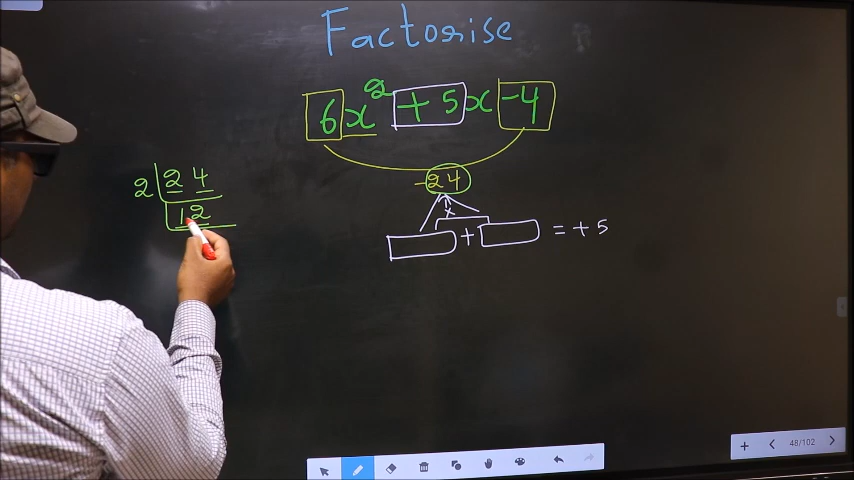 Factorise
6x² + 5x - 4
-24
x
+ = + 5
2 | 24
12
48/102